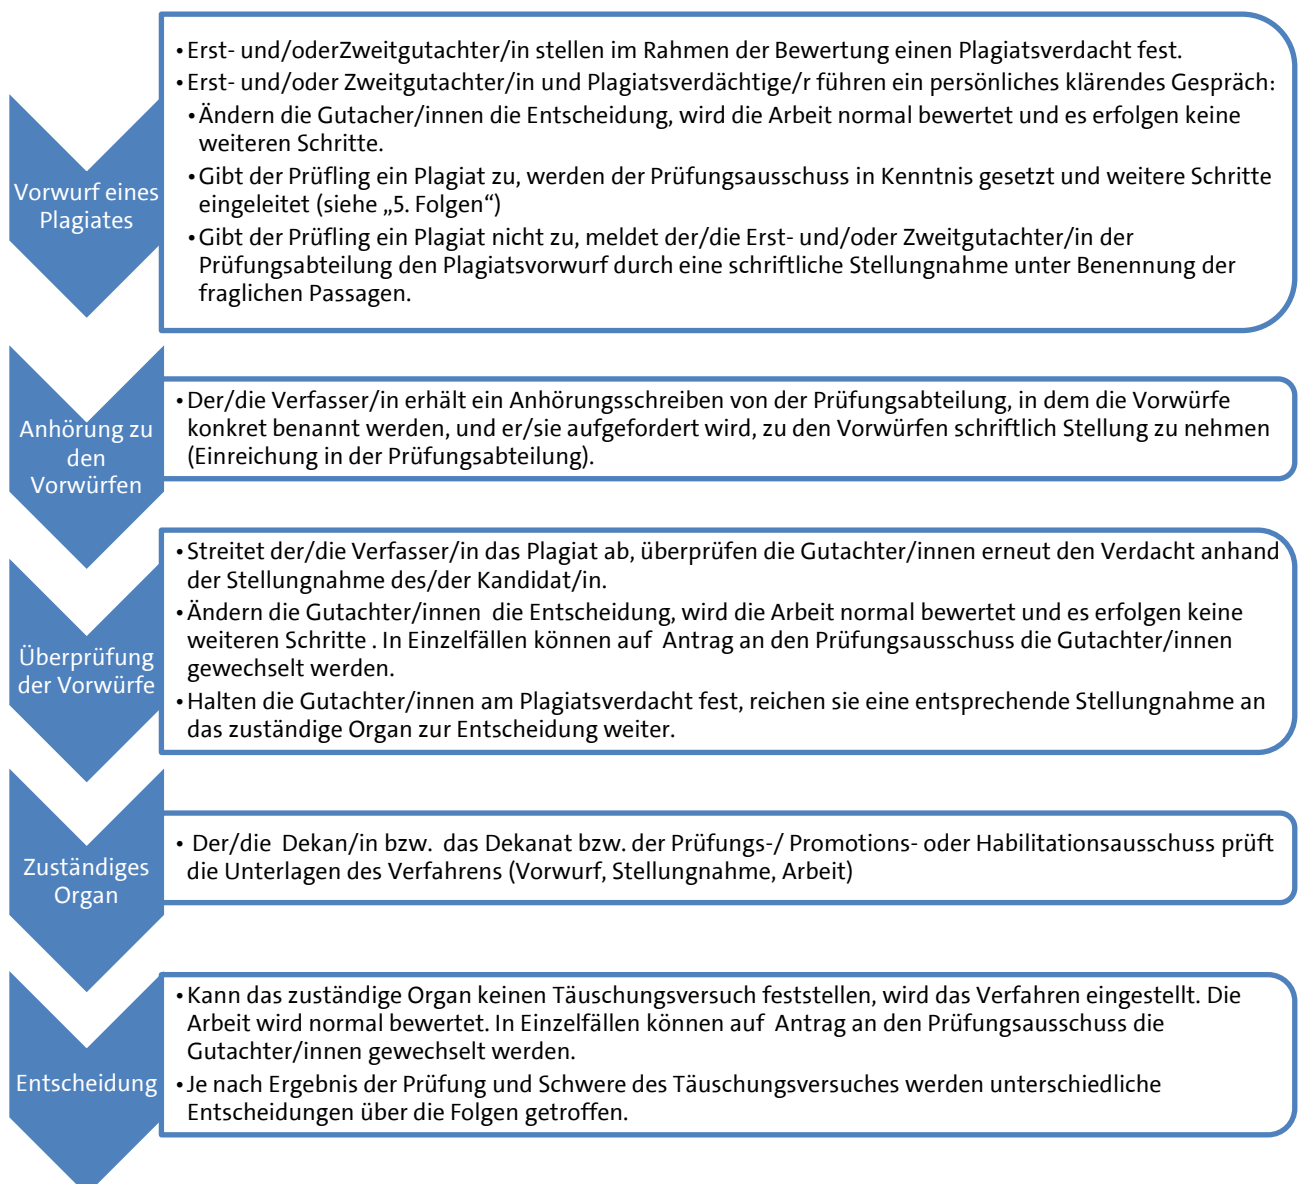 Vorwurf eines
Plagiates
•Erst- und/oderZweitgutachter/in stellen im Rahmen der Bewertung einen Plagiatsverdacht fest.
•Erst- und/oder Zweitgutachter/in und Plagiatsverdächtige/r führen ein persönliches klärendes Gespräch:
•Ändern die Gutacher/innen die Entscheidung, wird die Arbeit normal bewertet und es erfolgen keine
weiteren Schritte.
•Gibt der Prüfling ein Plagiat zu, werden der Prüfungsausschuss in Kenntnis gesetzt und weitere Schritte
eingeleitet (siehe „5. Folgen“)
•Gibt der Prüfling ein Plagiat nicht zu, meldet der/die Erst- und/oder Zweitgutachter/in der
Prüfungsabteilung den Plagiatsvorwurf durch eine schriftliche Stellungnahme unter Benennung der
fraglichen Passagen.
Anhörung zu
den
Vorwürfen
•Der/die Verfasser/in erhält ein Anhörungsschreiben von der Prüfungsabteilung, in dem die Vorwürfe
konkret benannt werden, und er/sie aufgefordert wird, zu den Vorwürfen schriftlich Stellung zu nehmen
(Einreichung in der Prüfungsabteilung).
Überprüfung
der Vorwürfe
•Streitet der/die Verfasser/in das Plagiat ab, überprüfen die Gutachter/innen erneut den Verdacht anhand
der Stellungnahme des/der Kandidat/in.
•Ändern die Gutachter/innen die Entscheidung, wird die Arbeit normal bewertet und es erfolgen keine
weiteren Schritte . In Einzelfällen können auf Antrag an den Prüfungsausschuss die Gutachter/innen
gewechselt werden.
•Halten die Gutachter/innen am Plagiatsverdacht fest, reichen sie eine entsprechende Stellungnahme an
das zuständige Organ zur Entscheidung weiter.
Zuständiges
Organ
• Der/die Dekan/in bzw. das Dekanat bzw. der Prüfungs-/ Promotions- oder Habilitationsausschuss prüft
die Unterlagen des Verfahrens (Vorwurf, Stellungnahme, Arbeit)
Entscheidung
•Kann das zuständige Organ keinen Täuschungsversuch feststellen, wird das Verfahren eingestellt. Die
Arbeit wird normal bewertet. In Einzelfällen können auf Antrag an den Prüfungsausschuss die
Gutachter/innen gewechselt werden.
•Je nach Ergebnis der Prüfung und Schwere des Täuschungsversuches werden unterschiedliche
Entscheidungen über die Folgen getroffen.